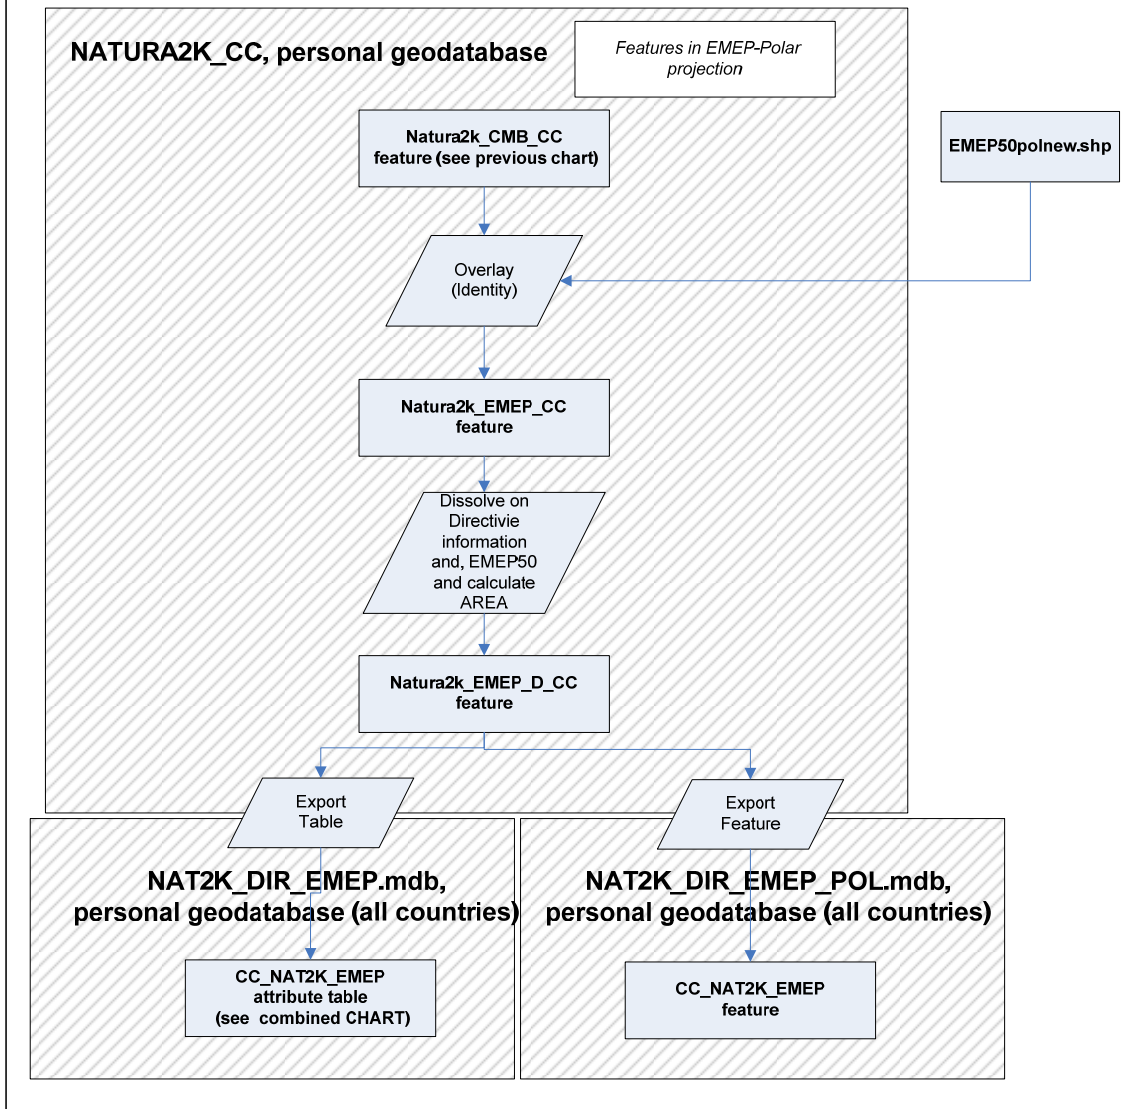 NATURA2K_CC, personal geodatabase
Features in EMEP-Polar
projection
Natura2k_CMB_CC
feature (see previous chart)
EMEP50polnew.shp
Overlay
(Identity)
Natura2k_EMEP_CC
feature
Dissolve on
Directivie
information
and, EMEP50
and calculate
AREA
Natura2k_EMEP_D_CC
feature
Export
Table
Export
Feature
NAT2K_DIR_EMEP.mdb,
personal geodatabase (all countries)
NAT2K_DIR_EMEP_POL.mdb,
personal geodatabase (all countries)
CC_NAT2K_EMEP
attribute table
(see combined CHART)
CC_NAT2K_EMEP
feature